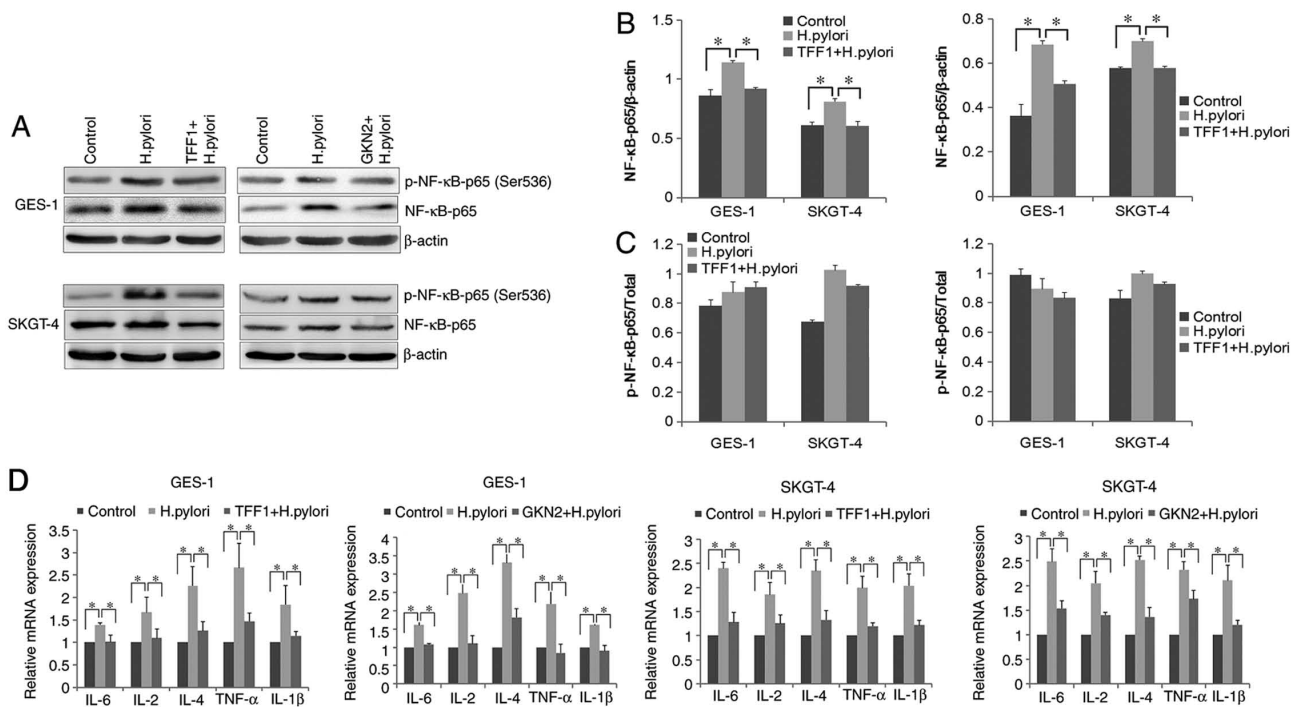 A
Control
H.pylori
TFF1+
H.pylori
Control
H.pylori
GKN2+
H.pylori
GES-1
p-NF-κB-p65 (Ser536)
NF-κB-p65
β-actin
SKGT-4
p-NF-κB-p65 (Ser536)
NF-κB-p65
β-actin
B
NF-κB-p65/β-actin
1.5
1
0.5
0
Control
H.pylori
TFF1+H.pylori
* * * *
GES-1 SKGT-4
NF-κB-p65/β-actin
0.8
0.6
0.4
0.2
0
* * * *
Control
H.pylori
TFF1+H.pylori
GES-1 SKGT-4
C
p-NF-κB-p65/Total
1.2
1
0.8
0.6
0.4
0.2
0
Control
H.pylori
TFF1+H.pylori
GES-1 SKGT-4
p-NF-κB-p65/Total
1.2
1
0.8
0.6
0.4
0.2
0
Control
H.pylori
TFF1+H.pylori
GES-1 SKGT-4
D
GES-1
Control H.pylori TFF1+H.pylori
Relative mRNA expression
3.5
3
2.5
2
1.5
1
0.5
0
* * * * * * * * * *
IL-6 IL-2 IL-4 TNF-α IL-1β
GES-1
Control H.pylori GKN2+H.pylori
Relative mRNA expression
4
3.5
3
2.5
2
1.5
1
0.5
0
* * * * * * * * * *
IL-6 IL-2 IL-4 TNF-α IL-1β
SKGT-4
Control H.pylori TFF1+H.pylori
Relative mRNA expression
3
2.5
2
1.5
1
0.5
0
* * * * * * * * * *
IL-6 IL-2 IL-4 TNF-α IL-1β
SKGT-4
Control H.pylori GKN2+H.pylori
Relative mRNA expression
3
2.5
2
1.5
1
0.5
0
* * * * * * * * * *
IL-6 IL-2 IL-4 TNF-α IL-1β